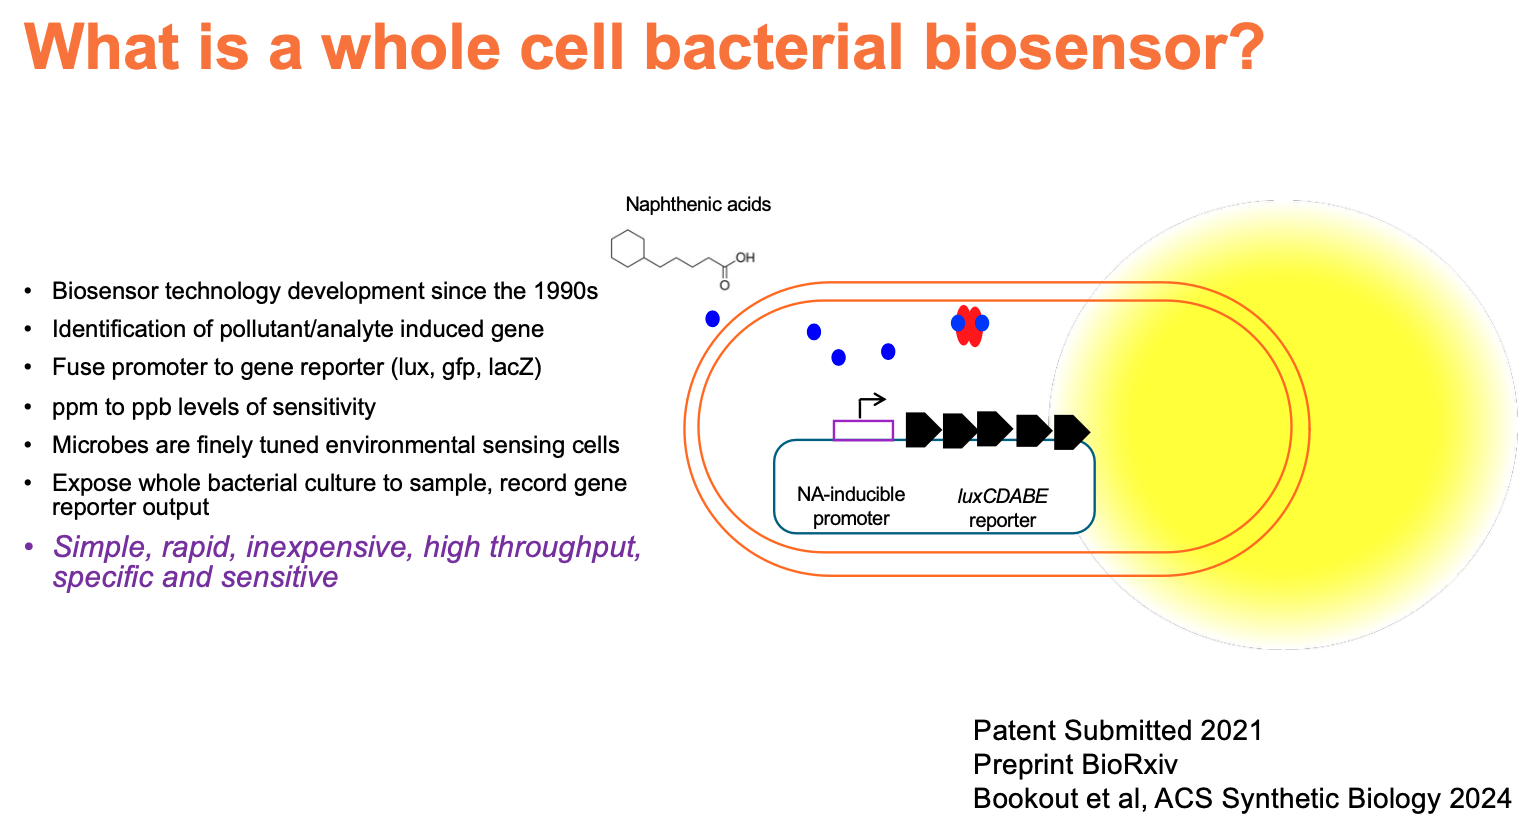 What is a whole cell bacterial biosensor?
Naphthenic acids
OH
O
• Biosensor technology development since the 1990s
• Identification of pollutant/analyte induced gene
• Fuse promoter to gene reporter (lux, gfp, lacZ)
• ppm to ppb levels of sensitivity
• Microbes are finely tuned environmental sensing cells
• Expose whole bacterial culture to sample, record gene
reporter output
• Simple, rapid, inexpensive, high throughput,
specific and sensitive
NA-inducible
promoter
luxCDABE
reporter
Patent Submitted 2021
Preprint BioRxiv
Bookout et al, ACS Synthetic Biology 2024